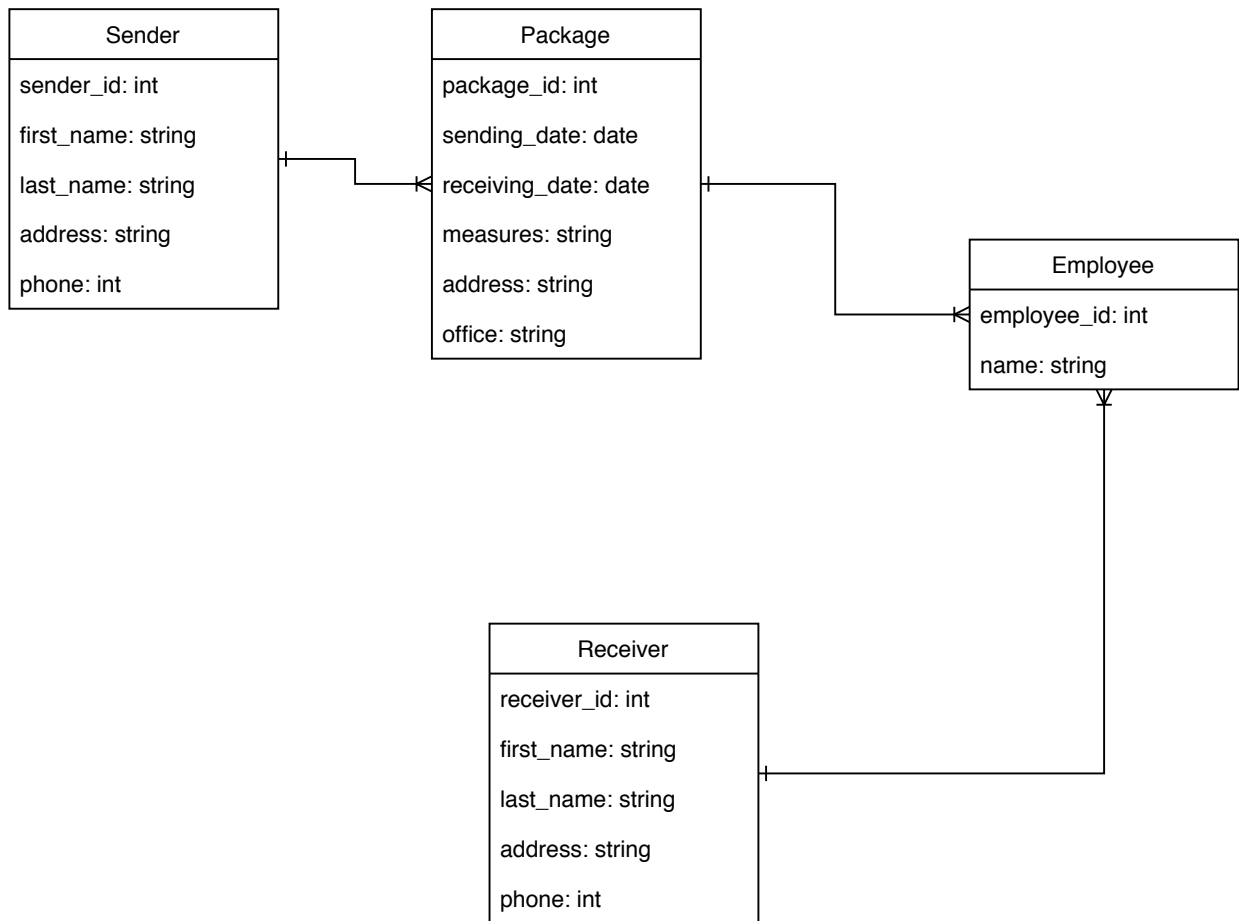 Sender
sender_id: int
first_name: string
last_name: string
address: string
phone: int
Package
package_id: int
sending_date: date
receiving_date: date
measures: string
address: string
office: string
Employee
employee_id: int
name: string
Receiver
receiver_id: int
first_name: string
last_name: string
address: string
phone: int